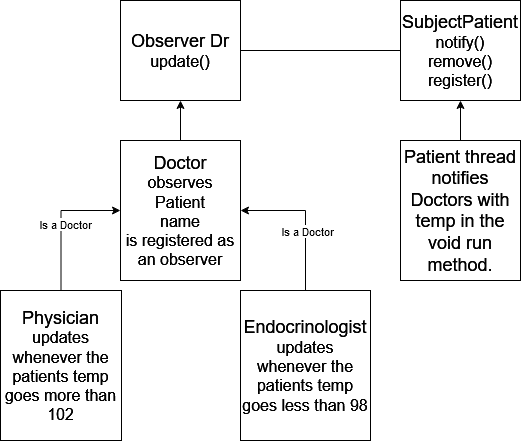 Observer Dr
update()
SubjectPatient
notify()
remove()
register()
Doctor
observes
Patient
name
is registered as
an observer
Patient thread
notifies
Doctors with
temp in the
void run
method.
Is a Doctor
Is a Doctor
Physician
updates
whenever the
patients temp
goes more than
102
Endocrinologist
updates
whenever the
patients temp
goes less than 98